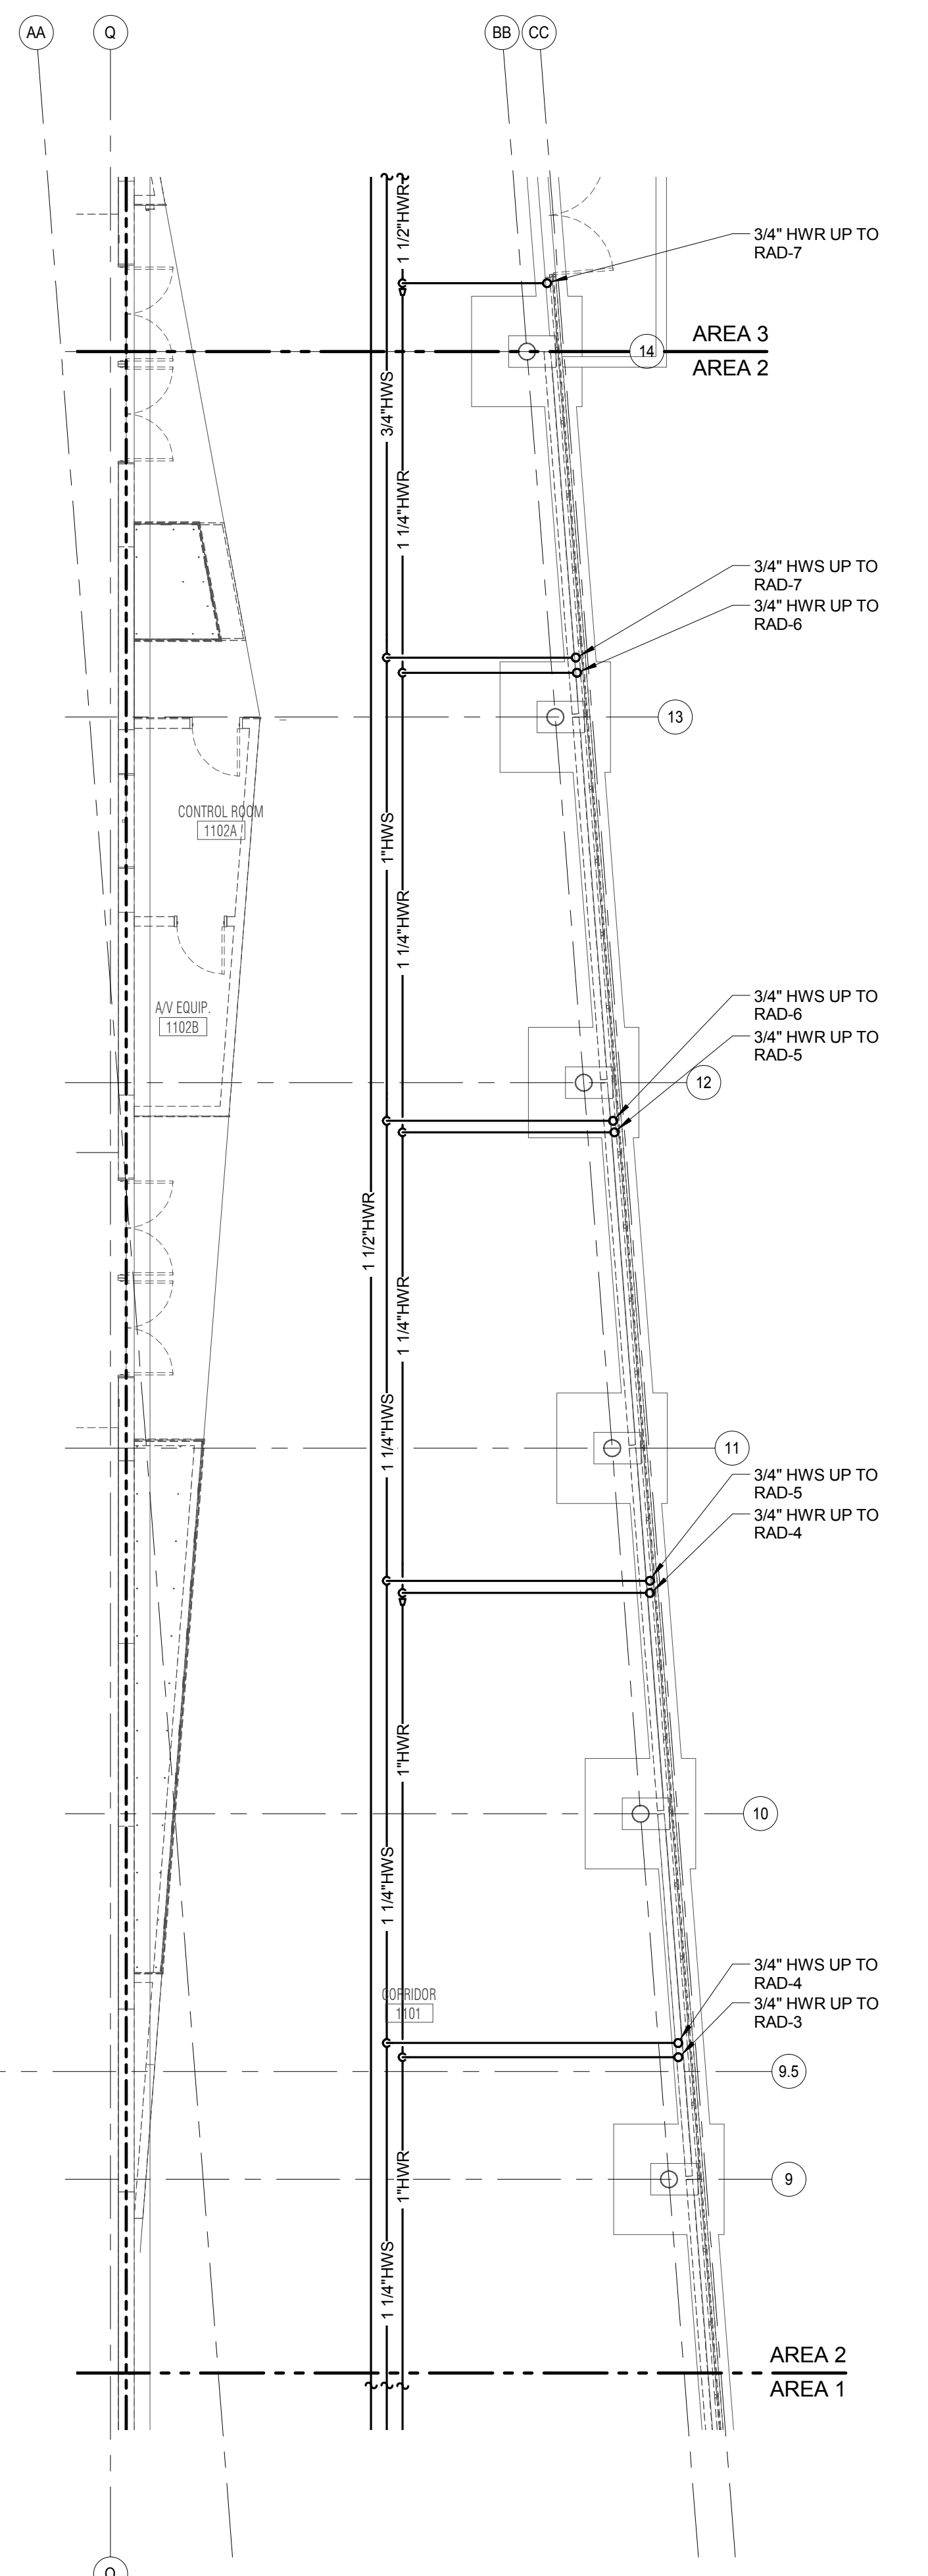 AA
Q
BB
CC
1 1/2"HWR
3/4" HWR UP TO
RAD-7
AREA 3
14
AREA 2
3/4"HWS
1 1/4"HWR
3/4" HWS UP TO
RAD-7
3/4" HWR UP TO
RAD-6
13
CONTROL ROOM
1102A
1"HWS
1 1/4"HWR
A/V EQUIP.
1102B
3/4" HWS UP TO
RAD-6
3/4" HWR UP TO
RAD-5
12
1 1/2"HWR
1 1/4"HWR
1 1/4"HWS
11
3/4" HWS UP TO
RAD-5
3/4" HWR UP TO
RAD-4
1"HWR
10
1 1/4"HWS
3/4" HWS UP TO
RAD-4
3/4" HWR UP TO
RAD-3
CORRIDOR
1101
9.5
1"HWR
9
1 1/4"HWS
AREA 2
AREA 1